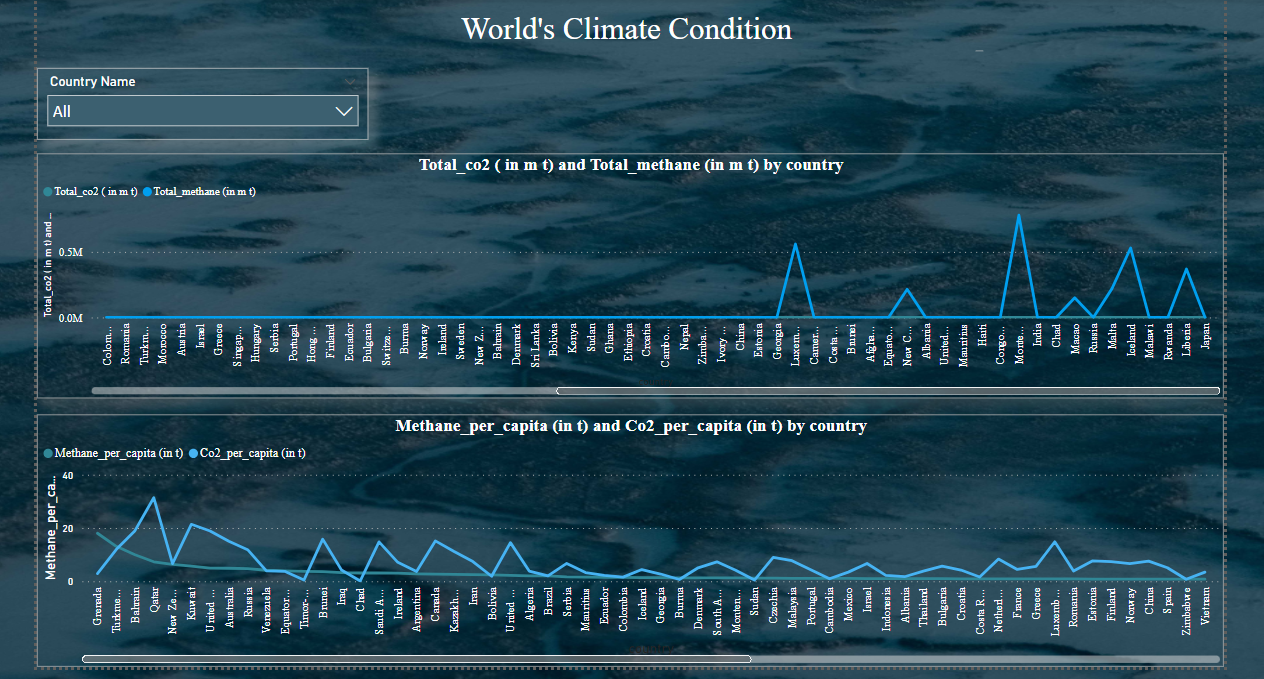 World's Climate Condition
Country Name
All
Total_co2 ( in m t) and Total_methane (in m t) by country
Total_co2 ( in m t) Total_methane (in m t)
Total_co2 ( in m t) and ...
0.5M
0.0M
Colom... Romania Turkm... Morocco Austria Israel Greece Singap... Hungary Serbia Portugal Hong ... Finland Ecuador Bulgaria Switze... Burma Norway Ireland Sweden New Z... Bahrain Denmark Sri Lanka Bolivia Kenya Sudan Ghana Ethiopia Croatia Cambo... Nepal Zimba... Ivory ... China Estonia Georgia Luxem... Camer... Costa ... Brunei Afgha... Equato... New C... Albania United... Mauritius Haiti Congo... Monte... India Chad Macao Russia Malta Iceland Malawi Rwanda Liberia Japan
Methane_per_capita (in t) and Co2_per_capita (in t) by country
Methane_per_capita (in t) Co2_per_capita (in t)
Methane_per_ca...
40
20
0
Grenada Turkme... Bahrain Qatar New Ze... Kuwait United ... Australia Russia Venezuela Equator... Timor-... Brunei Iraq Chad Saudi A... Ireland Argentina Canada Kazakh... Iran Bolivia United ... Algeria Brazil Serbia Mauritius Ecuador Colombia Iceland Georgia Burma Denmark South A... Monten... Sudan Czechia Malaysia Portugal Cambodia Mexico Israel Indonesia Albania Thailand Bulgaria Croatia Costa R... Netherl... France Greece Luxemb... Romania Estonia Finland Norway China Spain Zimbabwe Vietnam